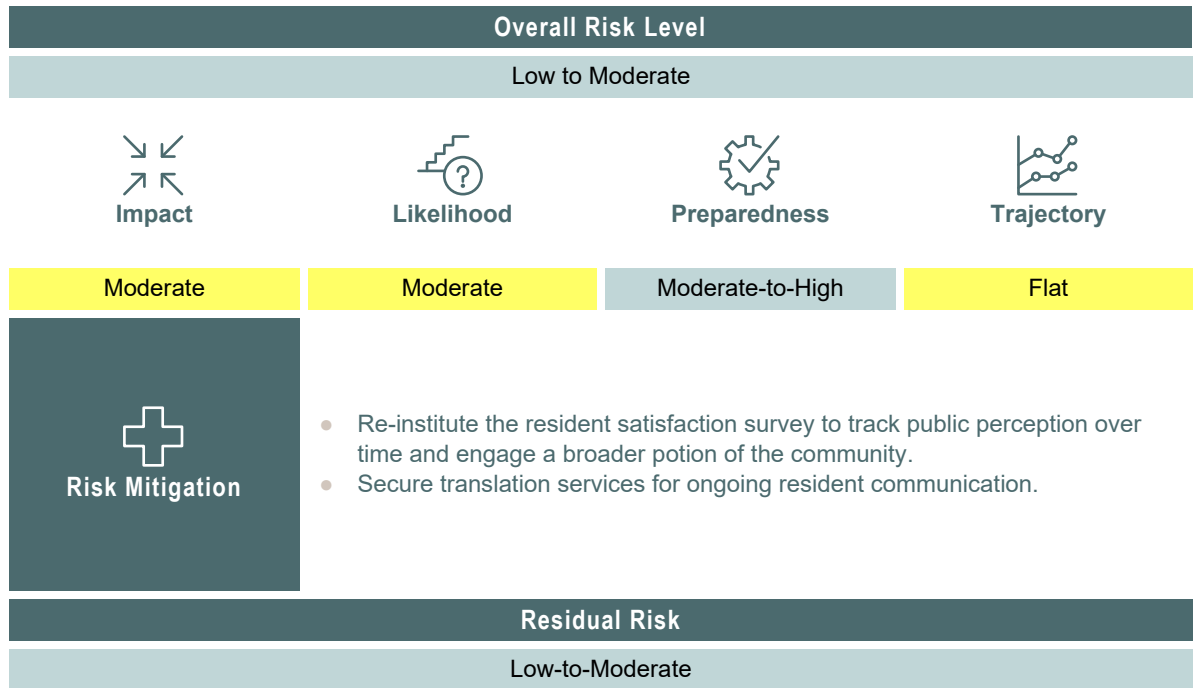 Overall Risk Level
Low to Moderate
Impact
Likelihood
?
Preparedness
Trajectory
Moderate
Moderate
Moderate-to-High
Flat
Risk Mitigation
● Re-institute the resident satisfaction survey to track public perception over
time and engage a broader potion of the community.
● Secure translation services for ongoing resident communication.
Residual Risk
Low-to-Moderate